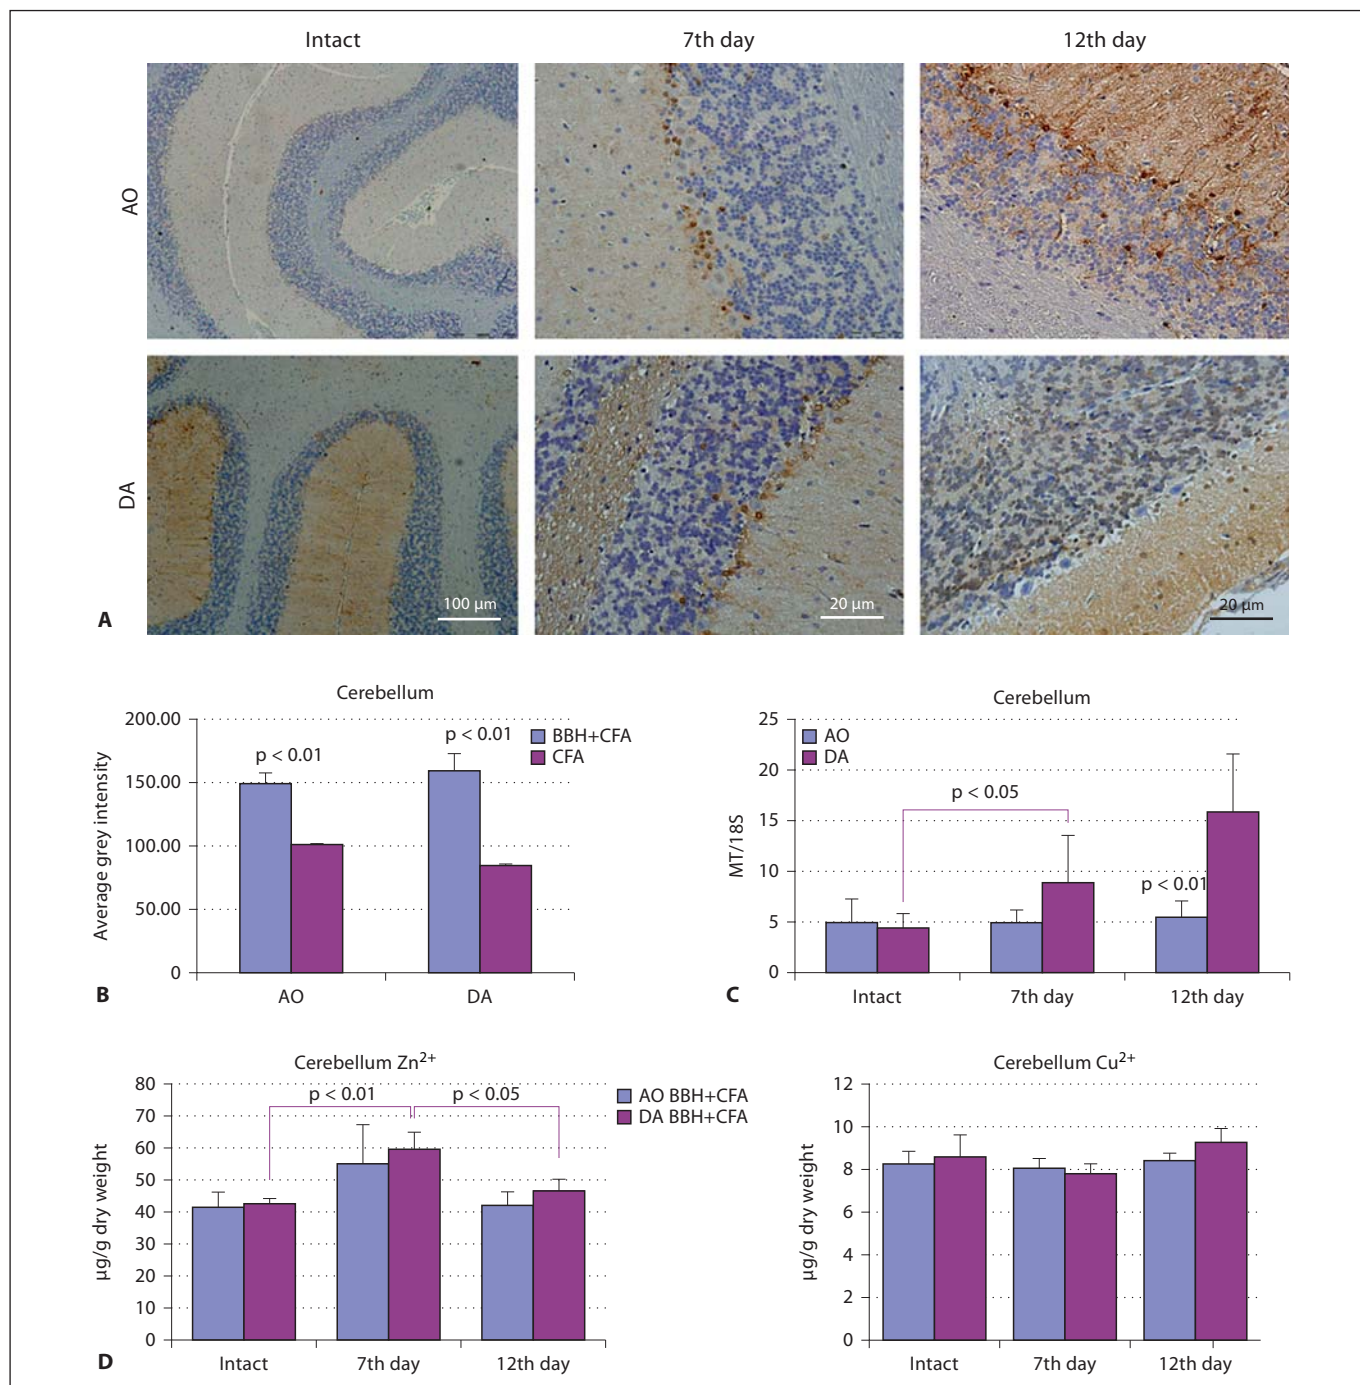 Intact 7th day 12th day
AO
DA
100 µm
20 µm
20 µm
A
Cerebellum
200.00
150.00
100.00
50.00
0
Average grey intensity
p < 0.01
p < 0.01
BBH+CFA
CFA
AO DA
B
Cerebellum
25
20
15
10
5
0
MT/18S
AO
DA
p < 0.05
p < 0.01
Intact 7th day 12th day
C
Cerebellum Zn2+
80
70
60
50
40
30
20
10
0
µg/g dry weight
p < 0.01 p < 0.05
AO BBH+CFA
DA BBH+CFA
Intact 7th day 12th day
D
Cerebellum Cu2+
12
10
8
6
4
2
0
µg/g dry weight
Intact 7th day 12th day